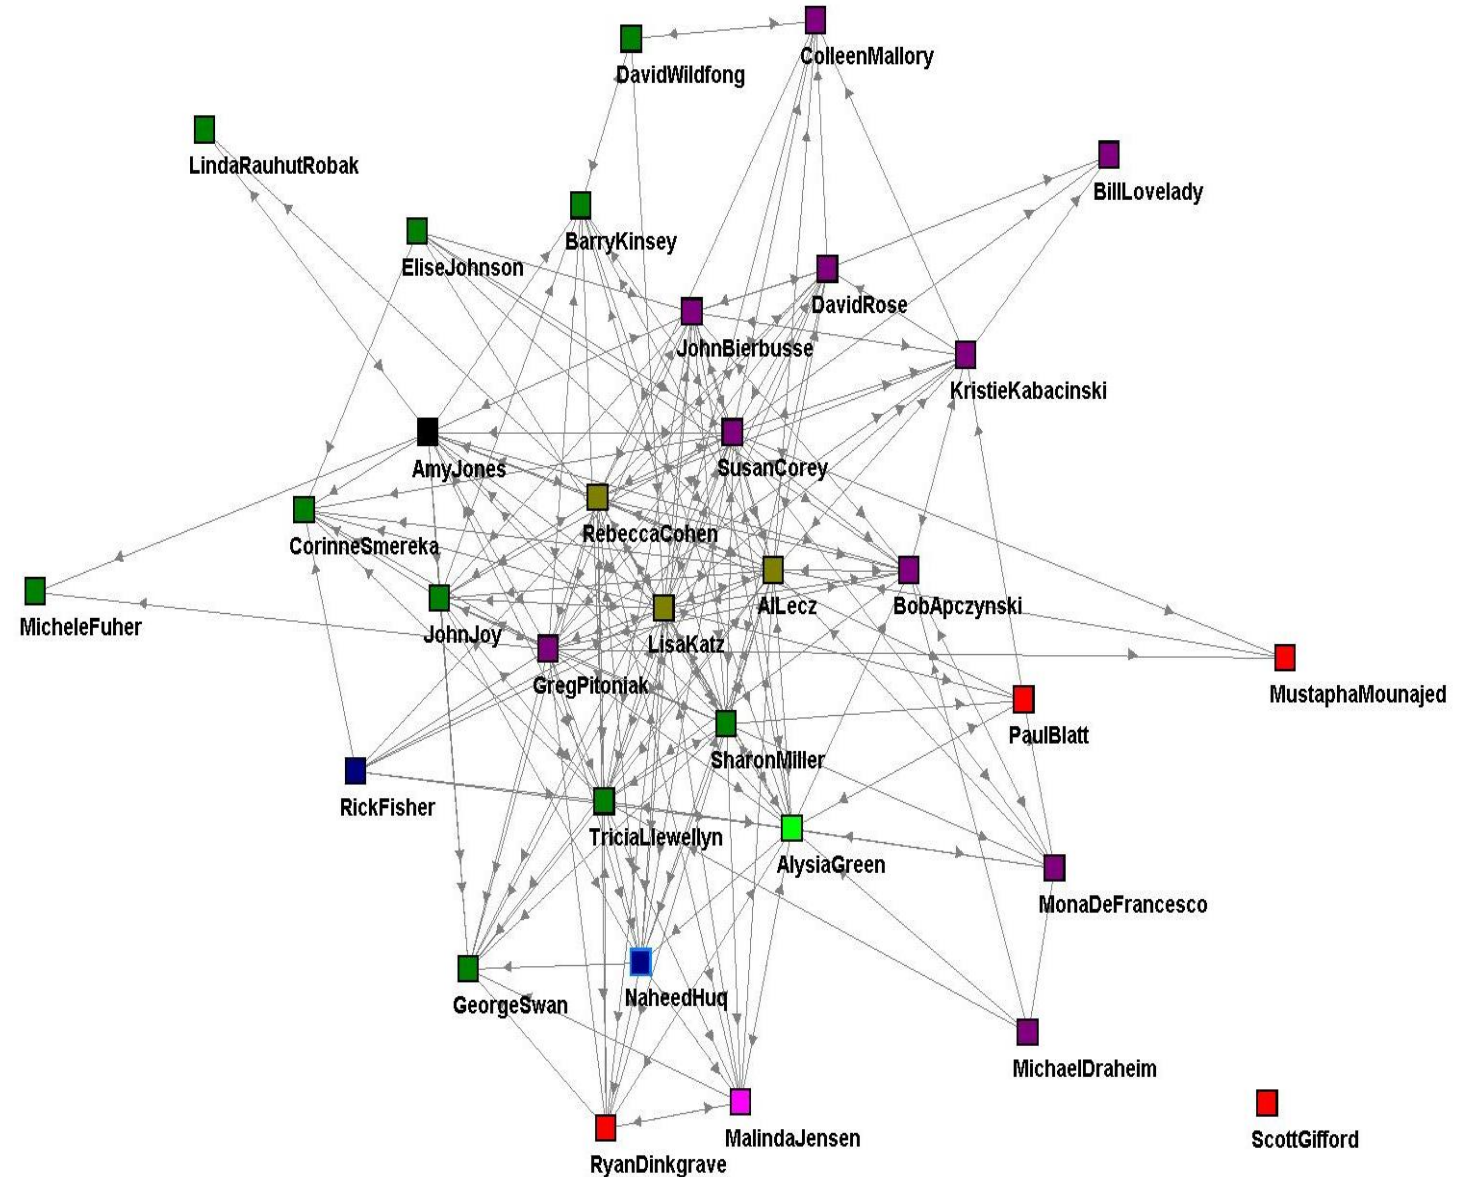 ColleenMallory
DavidWildfong
LindaRauhutRobak
BillLovelady
BarryKinsey
EliseJohnson
DavidRose
JohnBierbusse
KristieKabacinski
AmyJones
SusanCorey
RebeccaCohen
CorinneSmereka
AlLecz
BobApczynski
MicheleFuher
JohnJoy
LisaKatz
GregPitoniak
MustaphaMounajed
PaulBlatt
SharonMiller
RickFisher
TriciaLlewellyn
AlysiaGreen
MonaDeFrancesco
NaheedHuq
GeorgeSwan
MichaelDraheim
MalindaJensen
ScottGifford
RyanDinkgrave